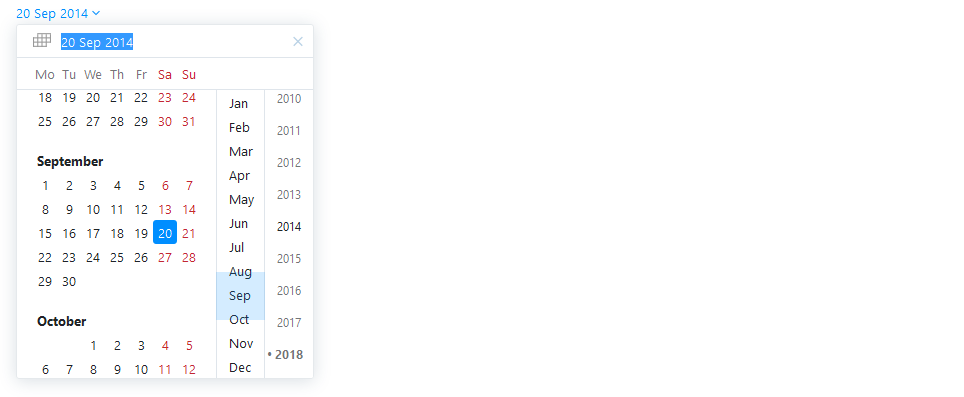 20 Sep 2014
20 Sep 2014
Mo Tu We Th Fr Sa Su
18 19 20 21 22 23 24
25 26 27 28 29 30 31
September
1 2 3 4 5 6 7
8 9 10 11 12 13 14
15 16 17 18 19 20 21
22 23 24 25 26 27 28
29 30
October
1 2 3 4 5
6 7 8 9 10 11 12
Jan
Feb
Mar
Apr
May
Jun
Jul
Aug
Sep
Oct
Nov
Dec
2010
2011
2012
2013
2014
2015
2016
2017
• 2018